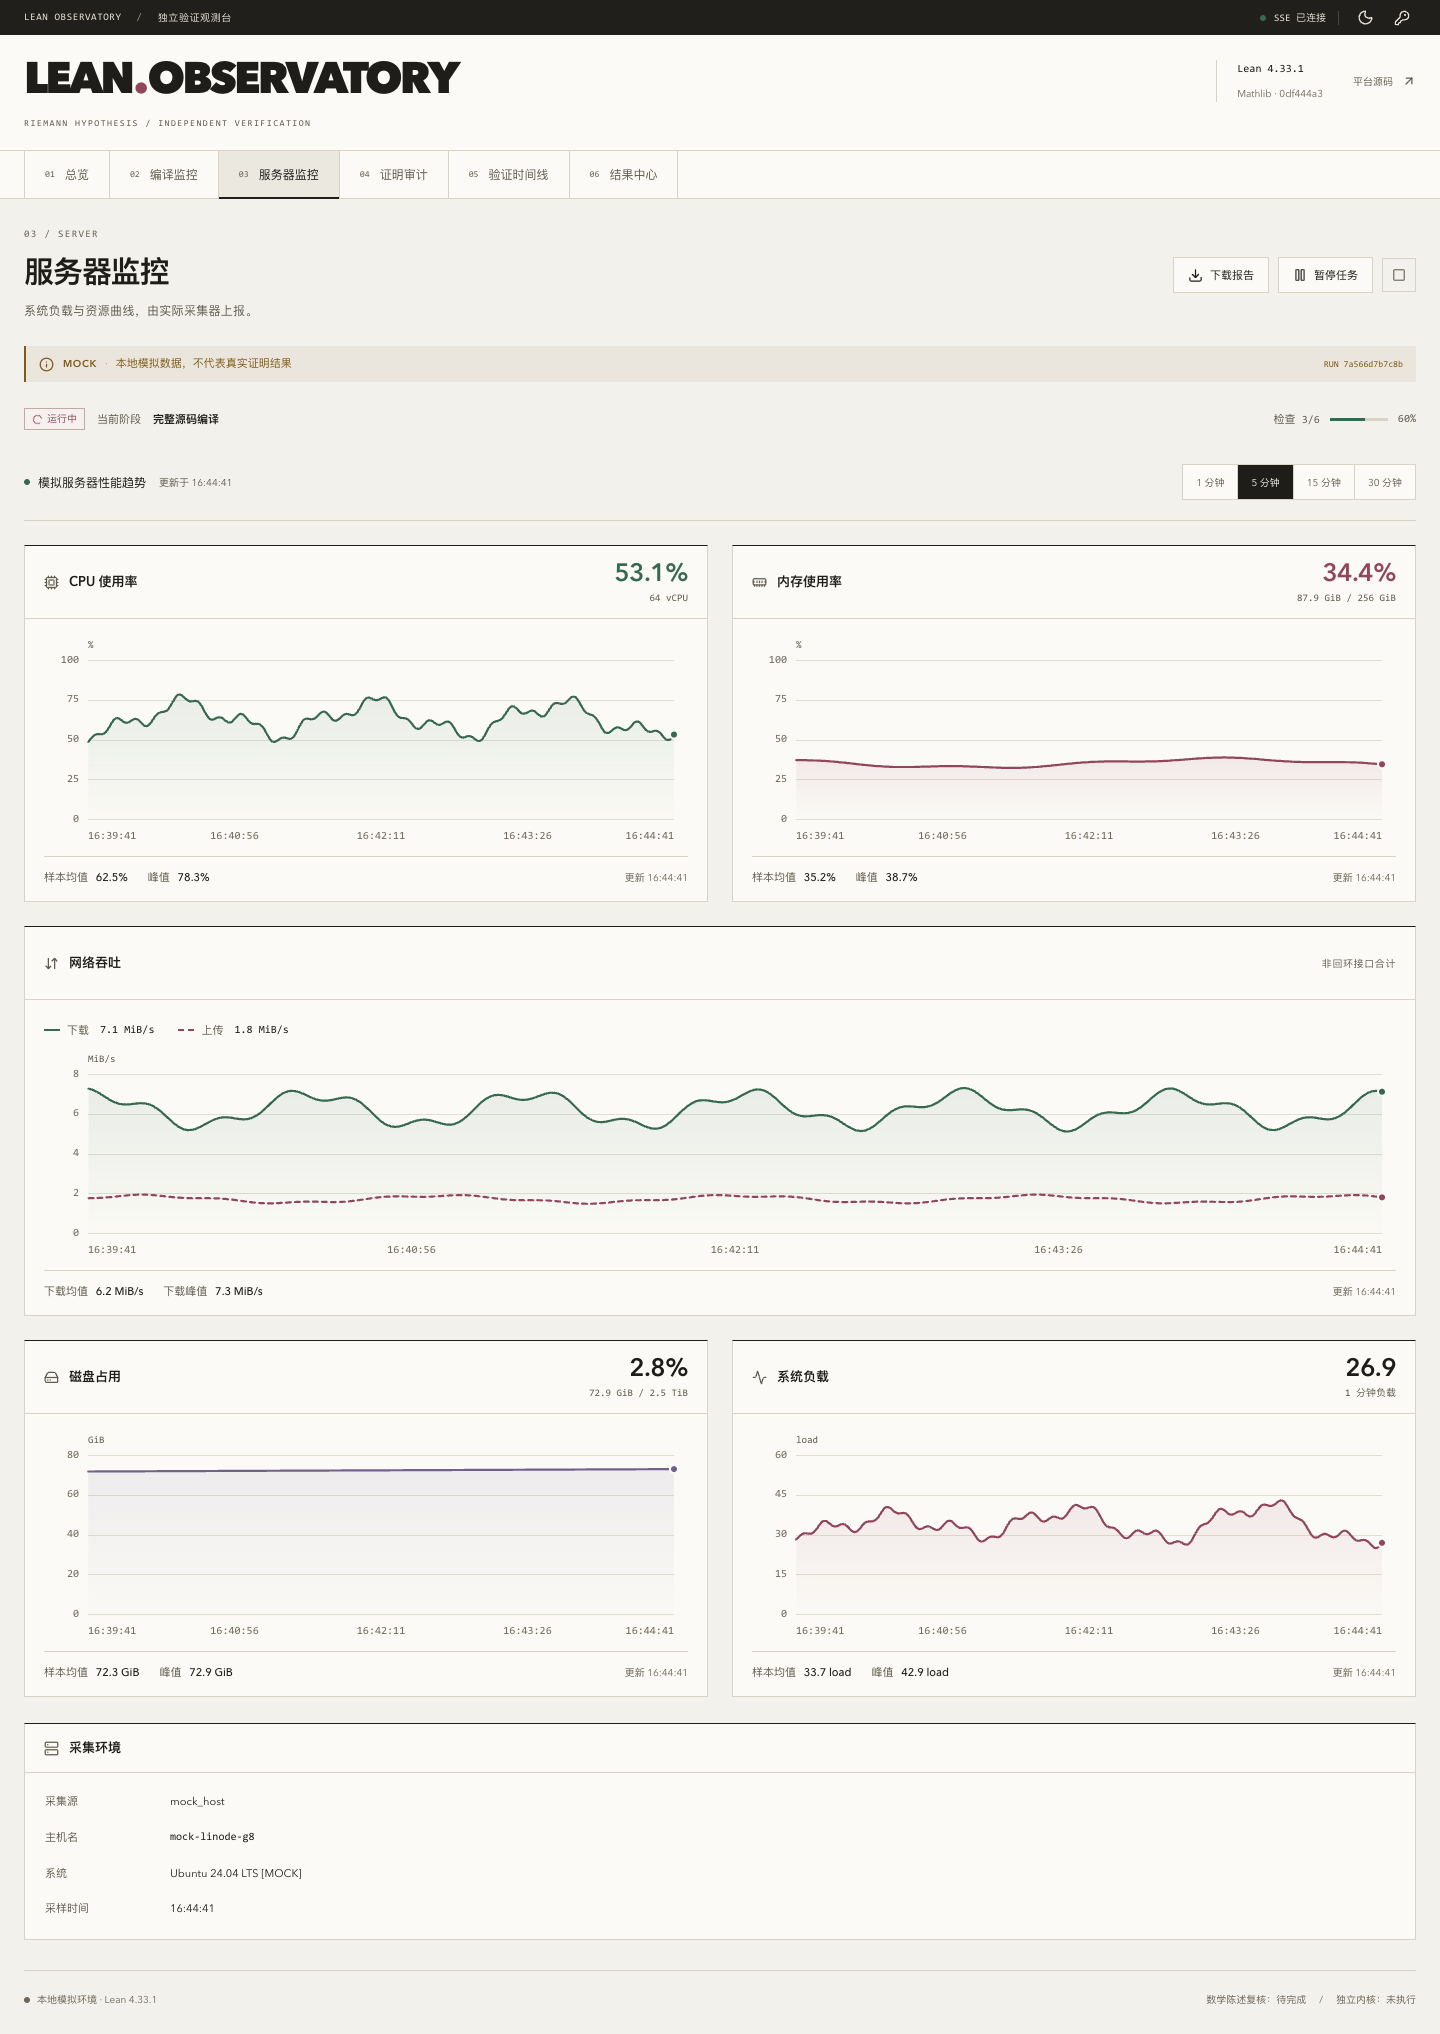 LEAN OBSERVATORY / 独立验证观测台
SSE 已连接
LEAN.OBSERVATORY
RIEMANN HYPOTHESIS / INDEPENDENT VERIFICATION
Lean 4.33.1
Mathlib · 0df444a3
平台源码
01 总览
02 编译监控
03 服务器监控
04 证明审计
05 验证时间线
06 结果中心
03 / SERVER
服务器监控
系统负载与资源曲线，由实际采集器上报。
下载报告
暂停任务
MOCK · 本地模拟数据，不代表真实证明结果
RUN 7a566d7b7c8b
运行中 当前阶段 完整源码编译
检查 3/6 60%
模拟服务器性能趋势 更新于 16:44:41
1 分钟 5 分钟 15 分钟 30 分钟
CPU 使用率
53.1%
64 vCPU
%
100
75
50
25
0
16:39:41 16:40:56 16:42:11 16:43:26 16:44:41
样本均值 62.5% 峰值 78.3%
更新 16:44:41
内存使用率
34.4%
87.9 GiB / 256 GiB
%
100
75
50
25
0
16:39:41 16:40:56 16:42:11 16:43:26 16:44:41
样本均值 35.2% 峰值 38.7%
更新 16:44:41
网络吞吐
非回环接口合计
下载 7.1 MiB/s 上传 1.8 MiB/s
MiB/s
8
6
4
2
0
16:39:41 16:40:56 16:42:11 16:43:26 16:44:41
下载均值 6.2 MiB/s 下载峰值 7.3 MiB/s
更新 16:44:41
磁盘占用
2.8%
72.9 GiB / 2.5 TiB
GiB
80
60
40
20
0
16:39:41 16:40:56 16:42:11 16:43:26 16:44:41
样本均值 72.3 GiB 峰值 72.9 GiB
更新 16:44:41
系统负载
26.9
1 分钟负载
load
60
45
30
15
0
16:39:41 16:40:56 16:42:11 16:43:26 16:44:41
样本均值 33.7 load 峰值 42.9 load
更新 16:44:41
采集环境
采集源 mock_host
主机名 mock-linode-g8
系统 Ubuntu 24.04 LTS [MOCK]
采样时间 16:44:41
本地模拟环境 · Lean 4.33.1
数学陈述复核：待完成 / 独立内核：未执行